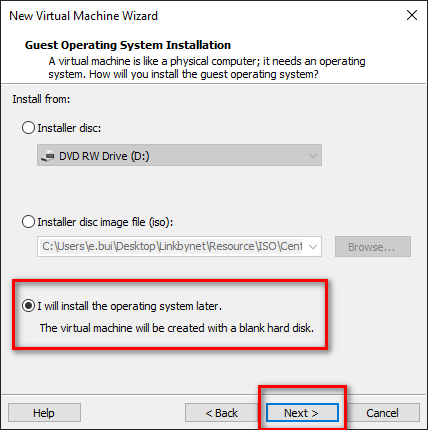 New Virtual Machine Wizard
Guest Operating System Installation
A virtual machine is like a physical computer; it needs an operating
system. How will you install the guest operating system?
Install from:
Installer disc:
DVD RW Drive (D:)
Installer disc image file (iso):
C:\Users\e.bui\Desktop\Linkbynet\Resource\ISO\Cent
Browse...
I will install the operating system later.
The virtual machine will be created with a blank hard disk.
Help
< Back
Next >
Cancel